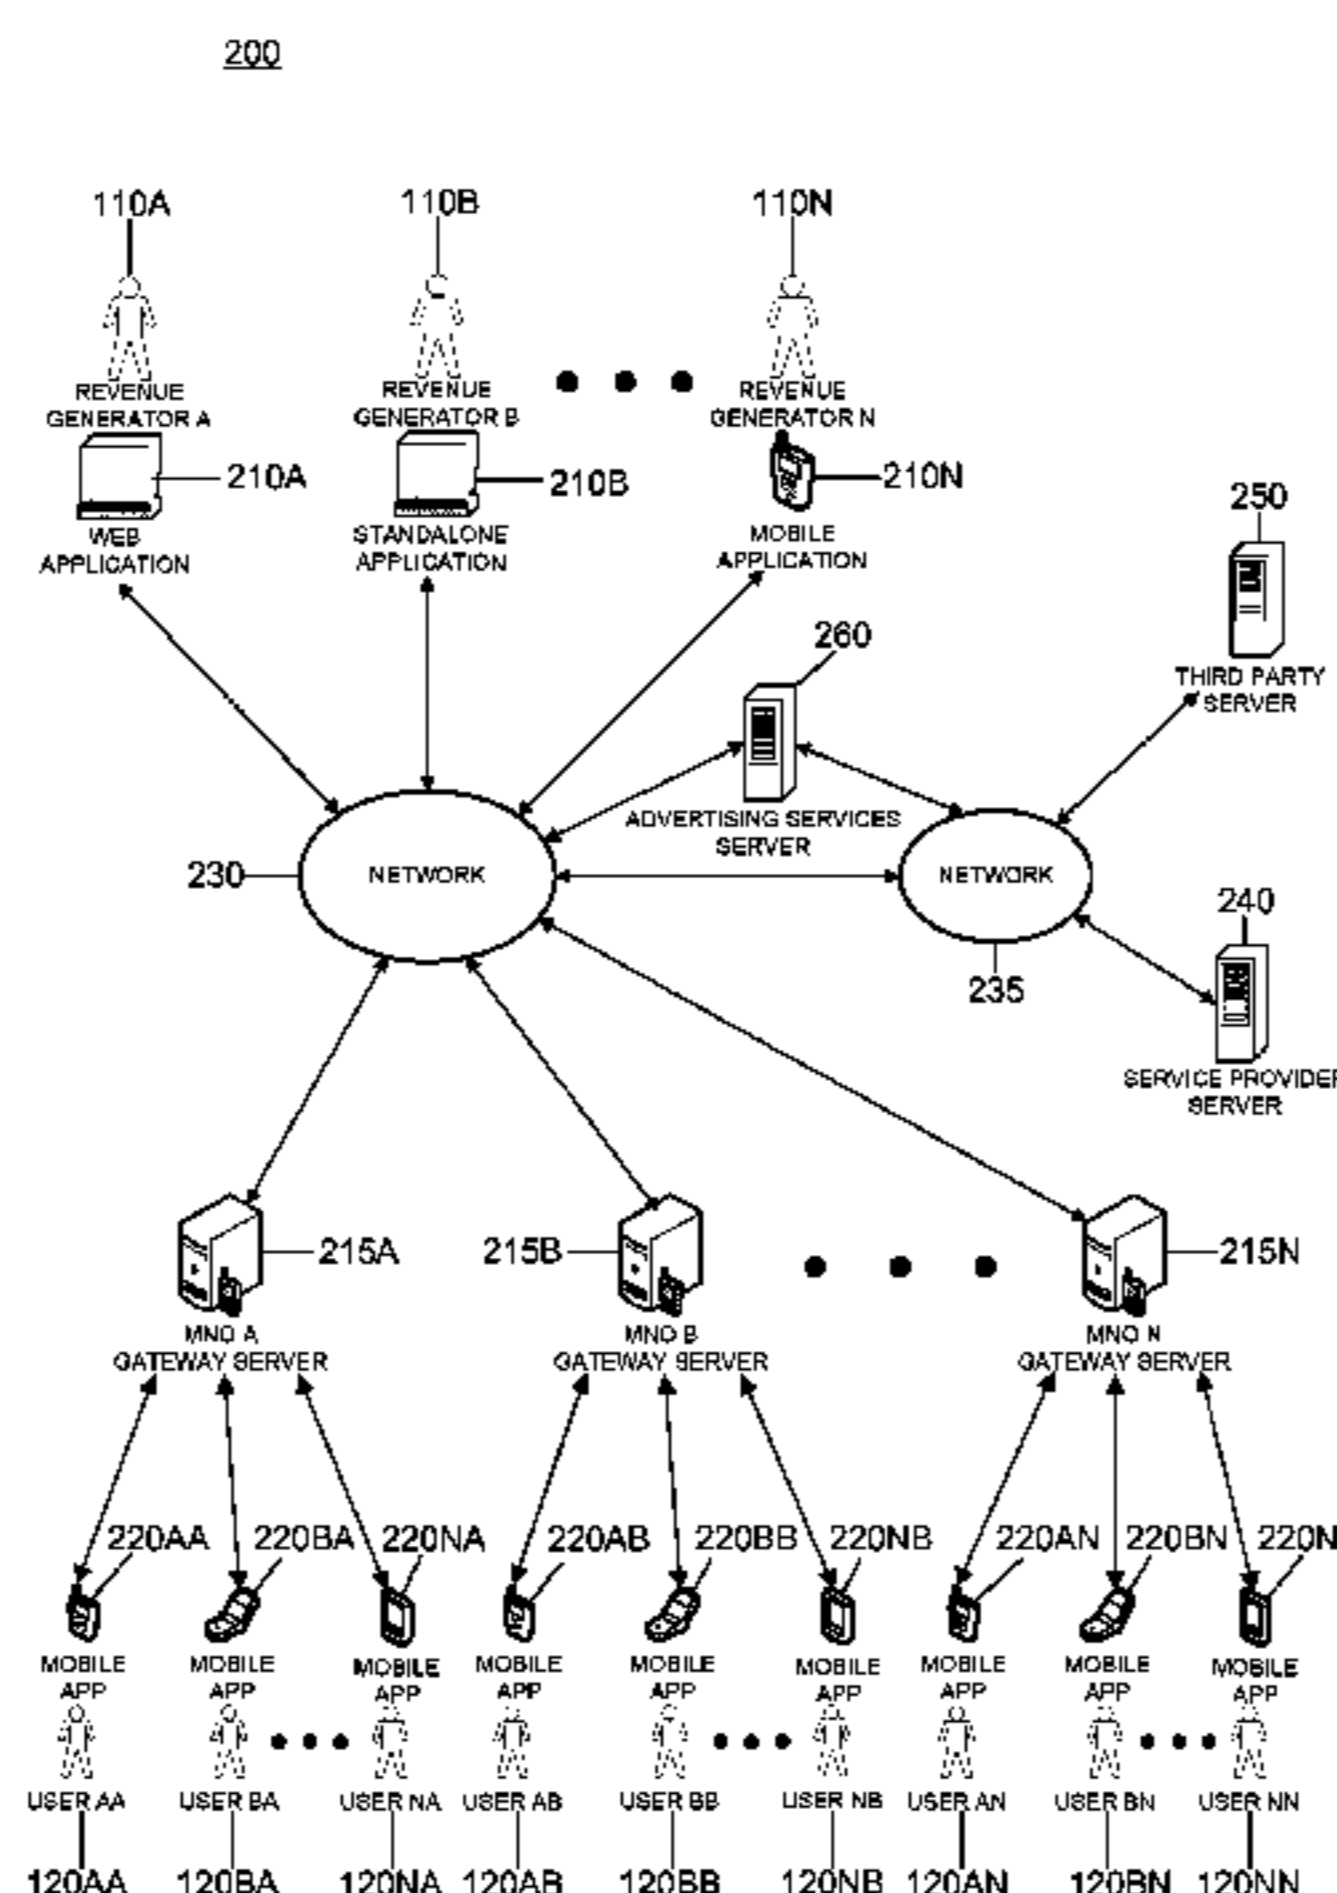 200
110A 110B 110N
REVENUE GENERATOR A
REVENUE GENERATOR B
REVENUE GENERATOR N
210A 210B 210N
WEB APPLICATION
STANDALONE APPLICATION
MOBILE APPLICATION
250
THIRD PARTY
SERVER
260
ADVERTISING SERVICES
SERVER
230
NETWORK
NETWORK
235
240
SERVICE PROVIDER
SERVER
215A 215B 215N
MNO A
GATEWAY SERVER
MNO B
GATEWAY SERVER
MNO N
GATEWAY SERVER
220AA 220BA 220NA 220AB 220BB 220NB 220AN 220BN 220N
MOBILE MOBILE MOBILE MOBILE MOBILE MOBILE MOBILE MOBILE MOBILE
APP APP APP APP APP APP APP APP APP
USER AA USER BA USER NA USER AB USER BB USER NB USER AN USER BN USER NN
120AA 120BA 120NA 120AB 120BB 120NB 120AN 120BN 120NN